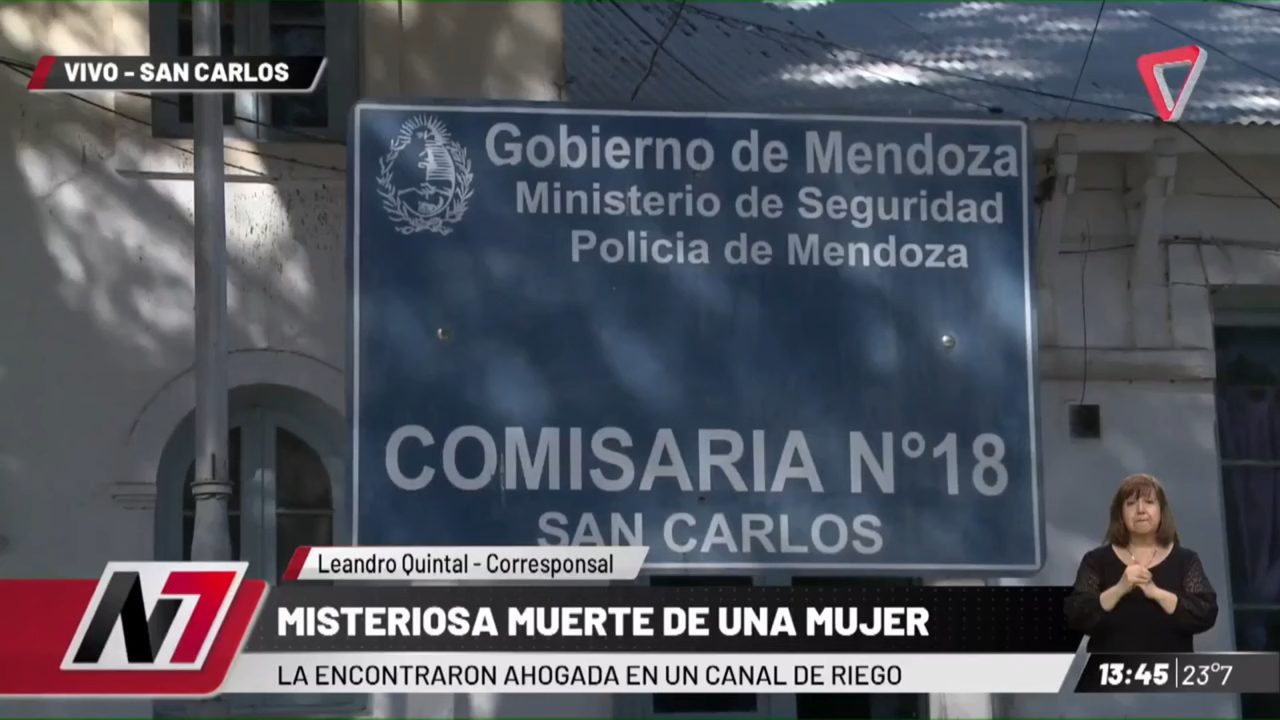 VIVO - SAN CARLOS
Gobierno de Mendoza
Ministerio de Seguridad
Policia de Mendoza
COMISARIA N°18
SAN CARLOS
Leandro Quintal - Corresponsal
N7
MISTERIOSA MUERTE DE UNA MUJER
LA ENCONTRARON AHOGADA EN UN CANAL DE RIEGO
13:45 23°7